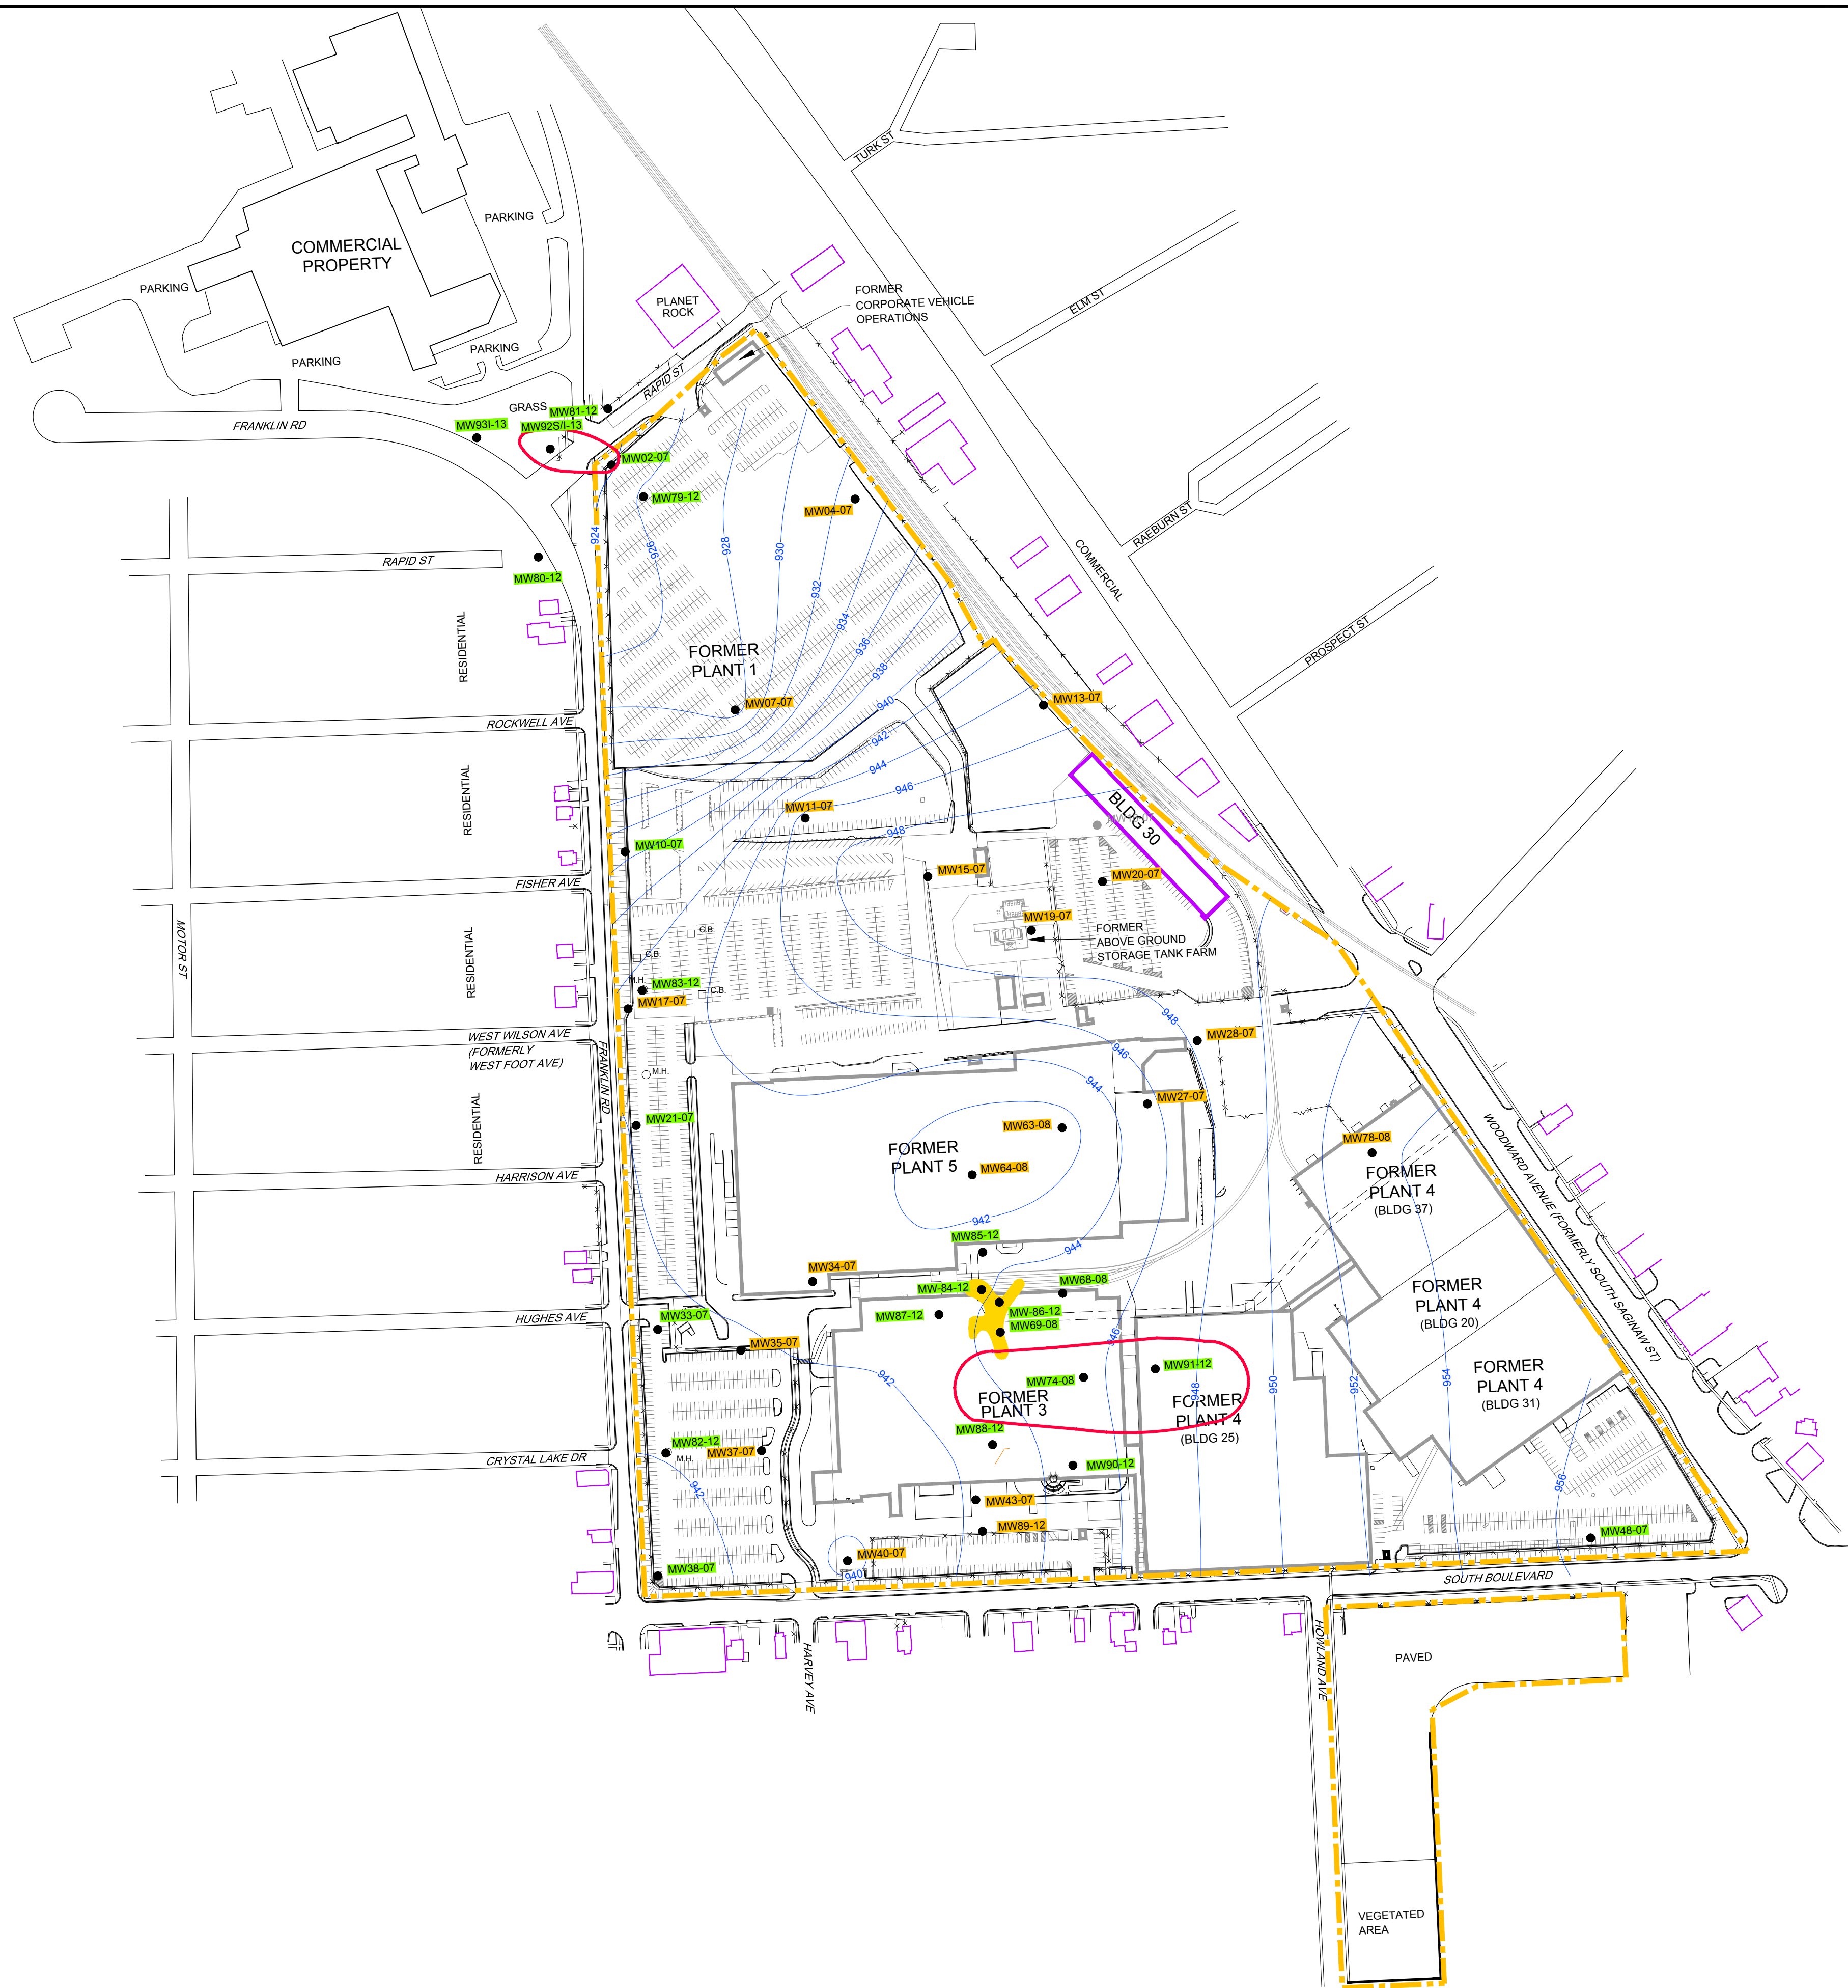 TURK ST
PARKING
COMMERCIAL
PROPERTY
PARKING
PLANET
ROCK
FORMER
CORPORATE VEHICLE
OPERATIONS
ELM ST
PARKING
PARKING
RAPID ST
GRASS
MW81-12
MW93I-13
MW92S/I-13
FRANKLIN RD
MW02-07
MW79-12
MW04-07
RAEBURN ST
924
926
928
930
932
934
936
938
940
942
944
946
948
COMMERCIAL
RAPID ST
MW80-12
RESIDENTIAL
FORMER
PLANT 1
PROSPECT ST
MW07-07
MW13-07
ROCKWELL AVE
RESIDENTIAL
MW11-07
BLDG 30
MW10-07
MW15-07
MW20-07
FISHER AVE
MOTOR ST
RESIDENTIAL
C.B.
MW19-07
FORMER
ABOVE GROUND
STORAGE TANK FARM
C.B.
M.H.
MW83-12
C.B.
MW17-07
WEST WILSON AVE
(FORMERLY
WEST FOOT AVE)
FRANKLIN RD
948
MW28-07
946
M.H.
944
MW27-07
RESIDENTIAL
MW21-07
MW63-08
WOODWARD AVENUE (FORMERLY SOUTH SAGINAW ST)
FORMER
PLANT 5
MW64-08
MW78-08
FORMER
PLANT 4
(BLDG 37)
HARRISON AVE
942
MW85-12
944
MW34-07
MW-84-12
MW68-08
FORMER
PLANT 4
(BLDG 20)
HUGHES AVE
MW33-07
MW87-12
MW-86-12
MW69-08
946
MW35-07
942
MW91-12
MW74-08
948
950
952
954
FORMER
PLANT 3
FORMER
PLANT 4
(BLDG 25)
FORMER
PLANT 4
(BLDG 31)
MW88-12
MW82-12
MW37-07
M.H.
CRYSTAL LAKE DR
MW90-12
942
956
MW43-07
MW89-12
MW48-07
MW40-07
940
MW38-07
SOUTH BOULEVARD
HARVEY AVE
HOWLAND AVE
PAVED
VEGETATED
AREA